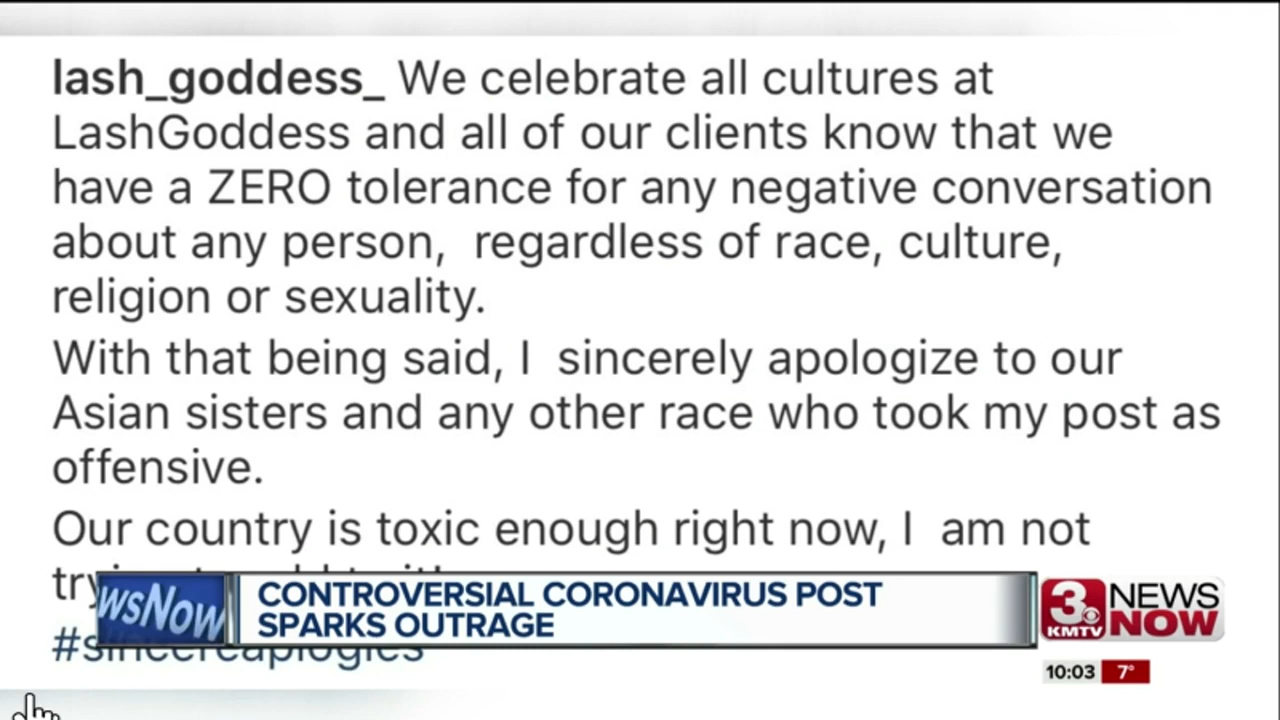 lash_goddess_ We celebrate all cultures at
LashGoddess and all of our clients know that we
have a ZERO tolerance for any negative conversation
about any person,  regardless of race, culture,
religion or sexuality.
With that being said, I  sincerely apologize to our
Asian sisters and any other race who took my post as
offensive.
Our country is toxic enough right now, I  am not
wsNow
CONTROVERSIAL CORONAVIRUS POST
SPARKS OUTRAGE
3 NEWS
KMTV NOW
10:03 7°